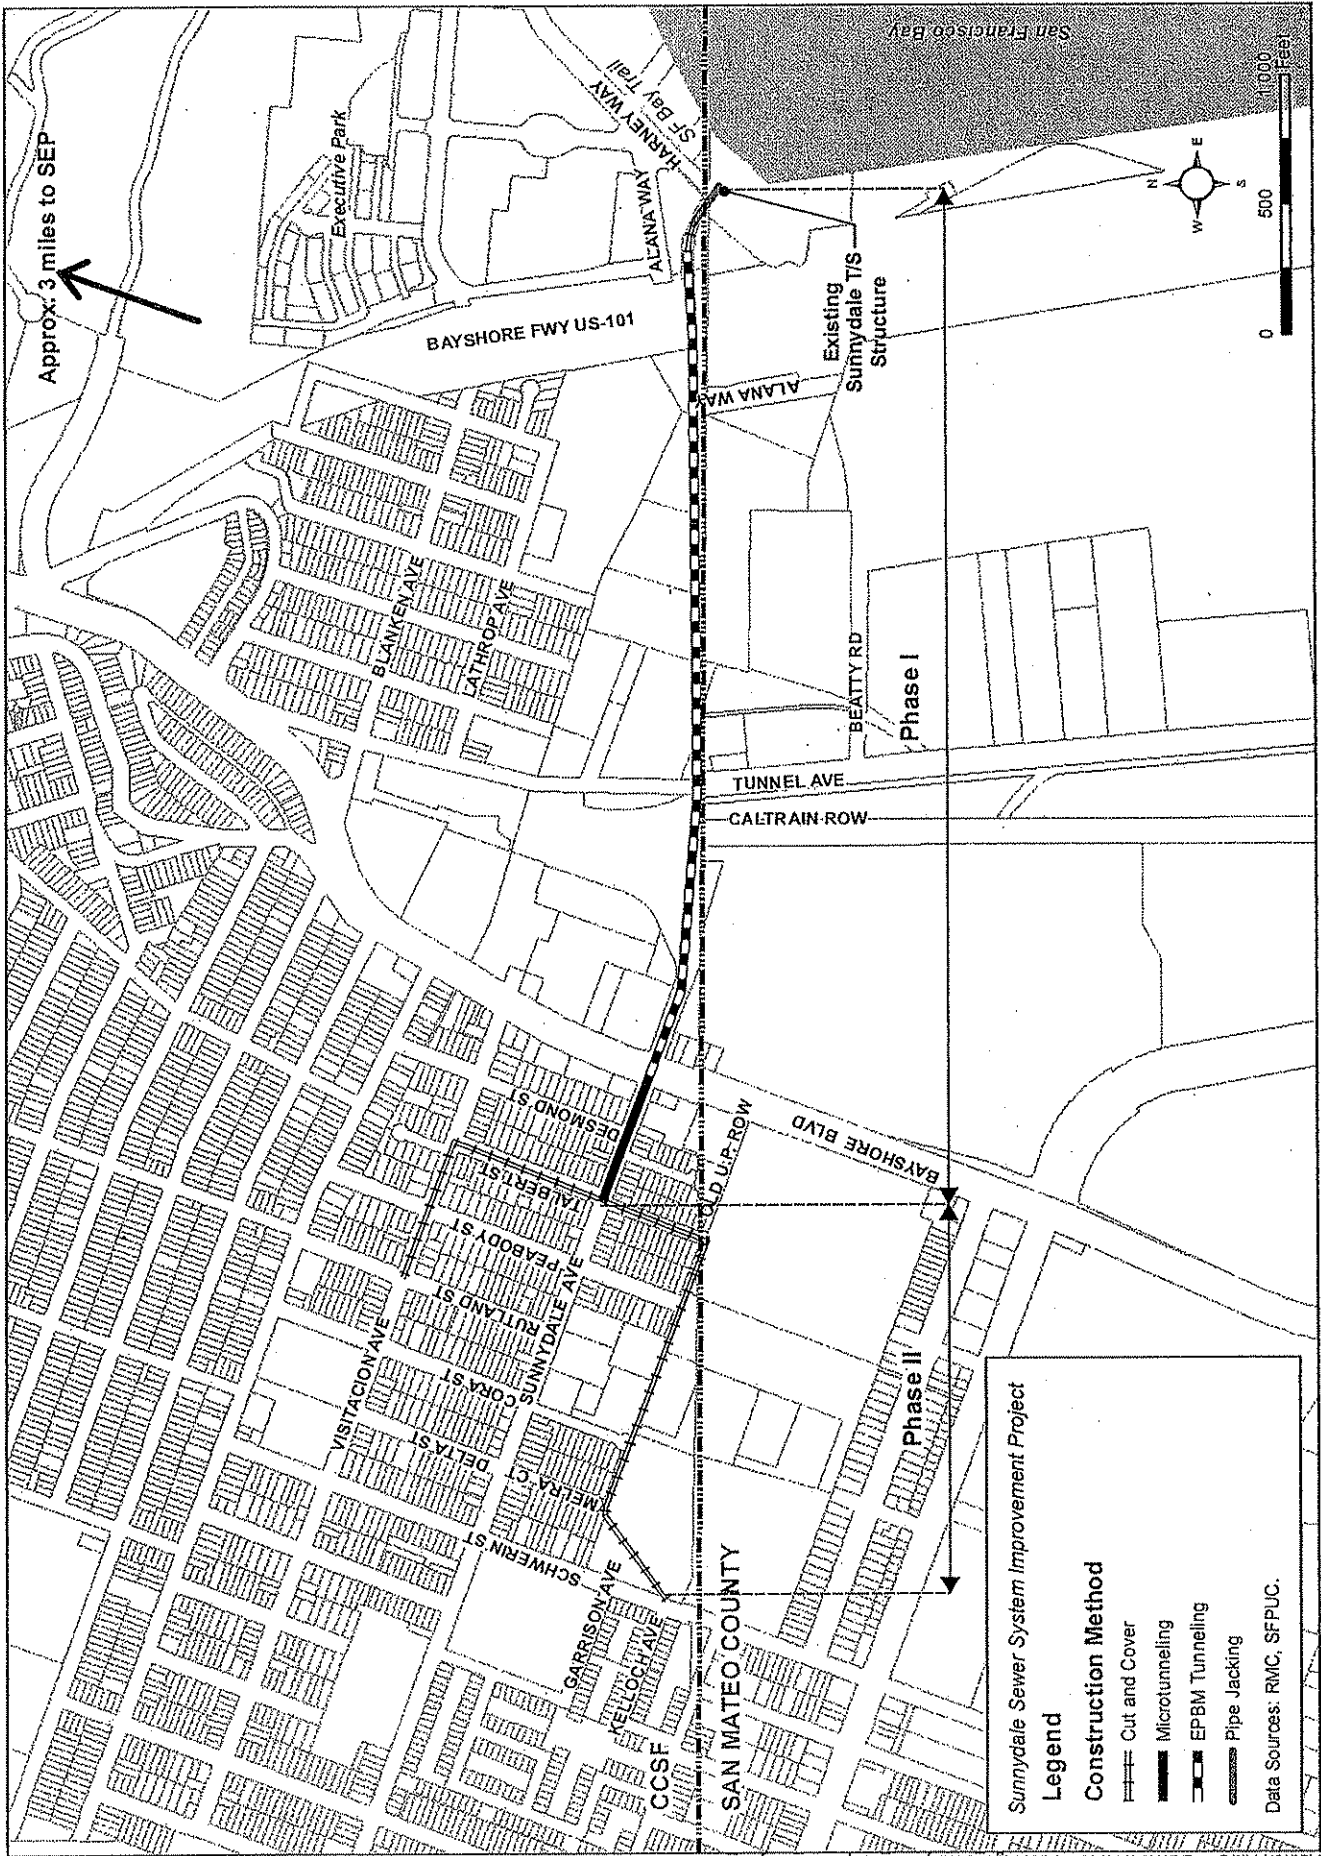 Approx. 3 miles to SEP
San Francisco Bay
Executive Park
HARNEY WAY
SF Bay Trail
ALANA WAY
BAYSHORE FWY US-101
ALANA WAY
Existing
Sunnydale T/S
Structure
BLANKEN AVE
LATHROP AVE
BEATTY RD
TUNNEL AVE
CALTRAIN ROW
Phase I
DESMOND ST
TALBERT ST
PEABODY ST
RUTLAND ST
SUNNYDALE AVE
CORA ST
VISITACION AVE
DELTA ST
MELRA CT
SCHWERIN ST
GARRISON AVE
KELLOCH AVE
OLD U.P. ROW
BAYSHORE BLVD
Phase II
CCSF
SAN MATEO COUNTY
N
W
E
S
0
500
1,000
Feet
Sunnydale Sewer System Improvement Project
Legend
Construction Method
Cut and Cover
Microtunneling
EPBM Tunneling
Pipe Jacking
Data Sources: RMC, SFPUC.